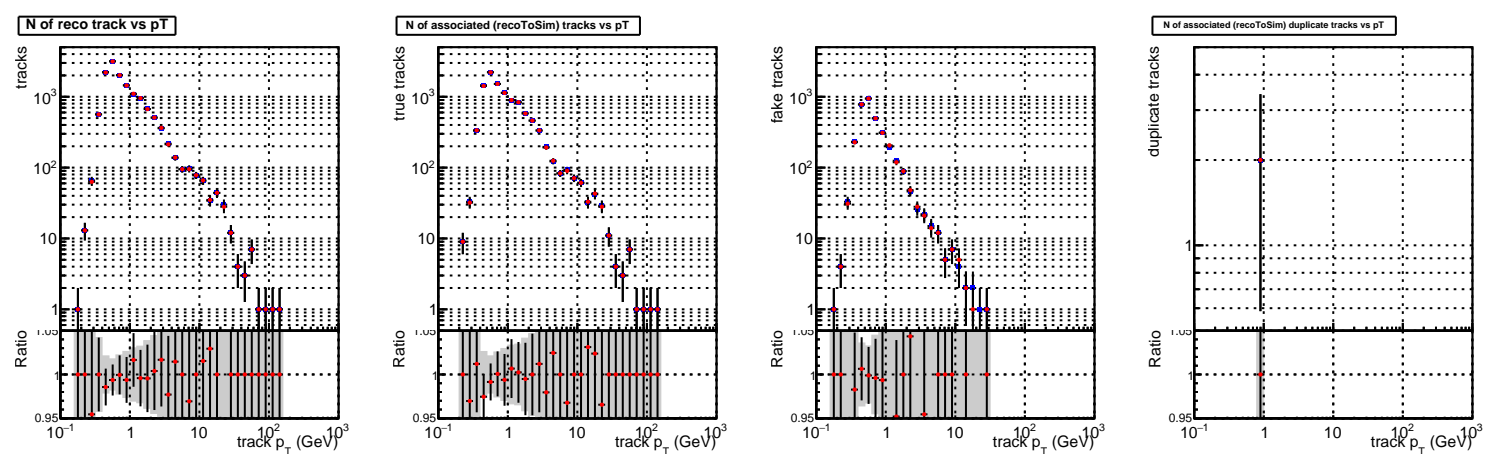 N of reco track vs pT
tracks
10³
10²
10
1
Ratio
1.05
1
0.95
10⁻¹ 1 10 10² 10³
track p_T (GeV)
N of associated (recoToSim) tracks vs pT
true tracks
10³
10²
10
1
Ratio
1.05
1
0.95
10⁻¹ 1 10 10² 10³
track p_T (GeV)
fake tracks
10³
10²
10
1
Ratio
1.05
1
0.95
10⁻¹ 1 10 10² 10³
track p_T (GeV)
N of associated (recoToSim) duplicate tracks vs pT
duplicate tracks
1
Ratio
1.05
1
0.95
10⁻¹ 1 10 10² 10³
track p_T (GeV)